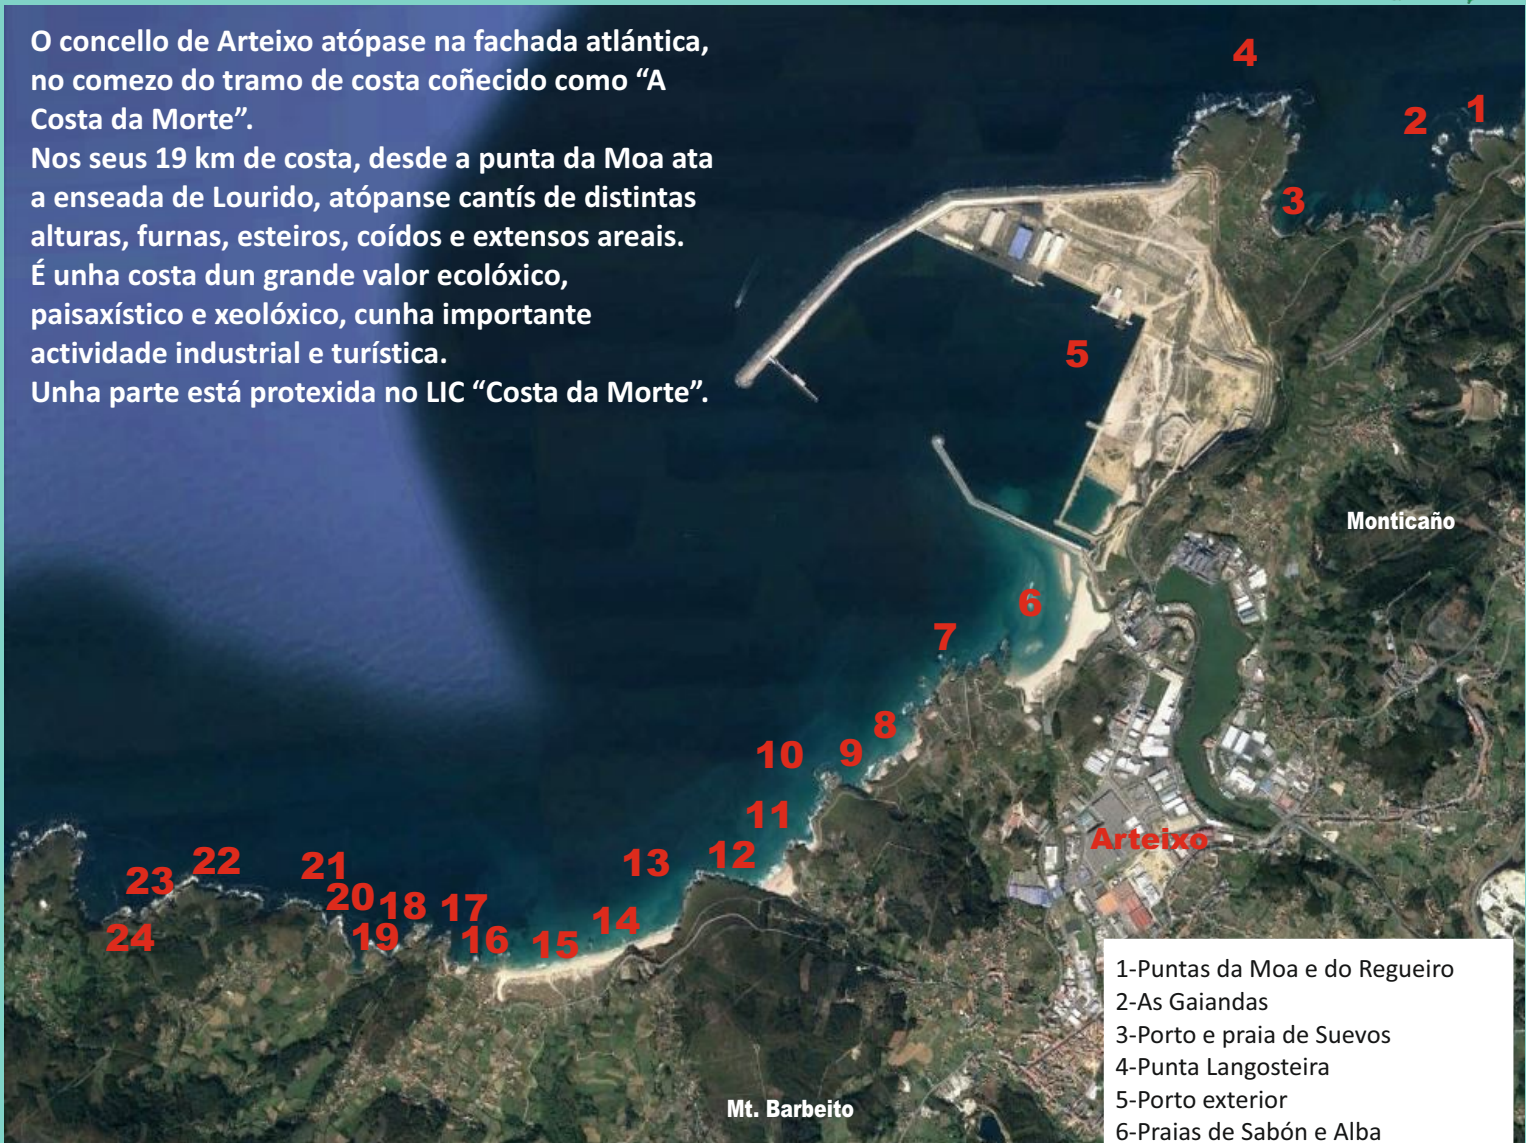 O concello de Arteixo atópase na fachada atlántica,
no comezo do tramo de costa coñecido como “A
Costa da Morte”.
Nos seus 19 km de costa, desde a punta da Moa ata
a enseada de Lourido, atópanse cantís de distintas
alturas, furnas, esteiros, coídos e extensos areais.
É unha costa dun grande valor ecolóxico,
paisaxístico e xeolóxico, cunha importante
actividade industrial e turística.
Unha parte está protexida no LIC “Costa da Morte”.
4
2
1
3
5
Monticaño
6
7
8
9
10
11
12
13
14
15
16
17
18
19
20
21
22
23
24
Arteixo
Mt. Barbeito
1-Puntas da Moa e do Regueiro
2-As Gaiandas
3-Porto e praia de Suevos
4-Punta Langosteira
5-Porto exterior
6-Praias de Sabón e Alba